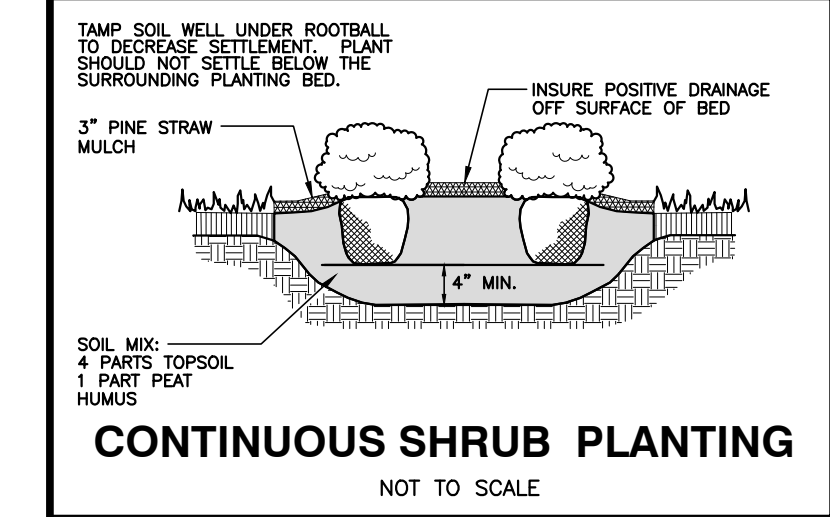 TAMP SOIL WELL UNDER ROOTBALL
TO DECREASE SETTLEMENT. PLANT
SHOULD NOT SETTLE BELOW THE
SURROUNDING PLANTING BED.
INSURE POSITIVE DRAINAGE
OFF SURFACE OF BED
3" PINE STRAW
MULCH
4" MIN.
SOIL MIX:
4 PARTS TOPSOIL
1 PART PEAT
HUMUS
CONTINUOUS SHRUB PLANTING
NOT TO SCALE